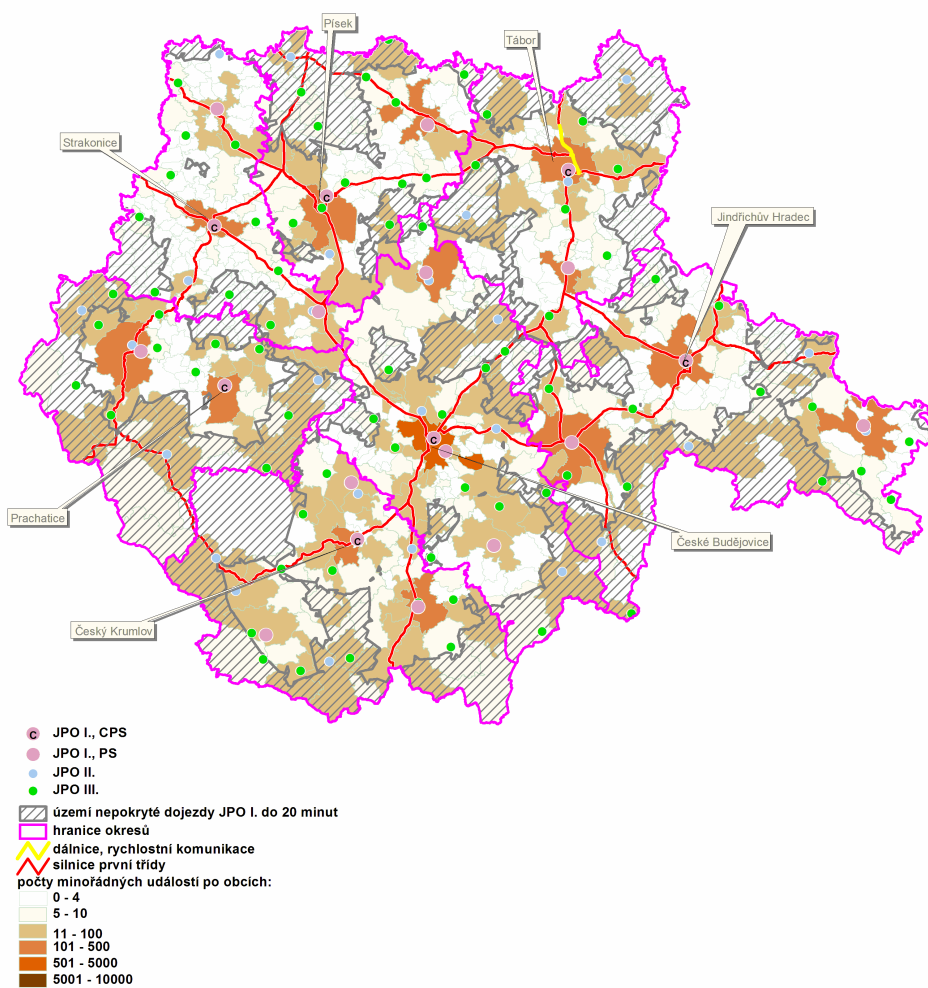 Písek
Tábor
Strakonice
Jindřichův Hradec
Prachatice
České Budějovice
Český Krumlov
C
C
C
C
C
C
C
C JPO I., CPS
JPO I., PS
JPO II.
JPO III.
území nepokryté dojezdy JPO I. do 20 minut
hranice okresů
dálnice, rychlostní komunikace
silnice první třídy
počty minořádných událostí po obcích:
0 - 4
5 - 10
11 - 100
101 - 500
501 - 5000
5001 - 10000